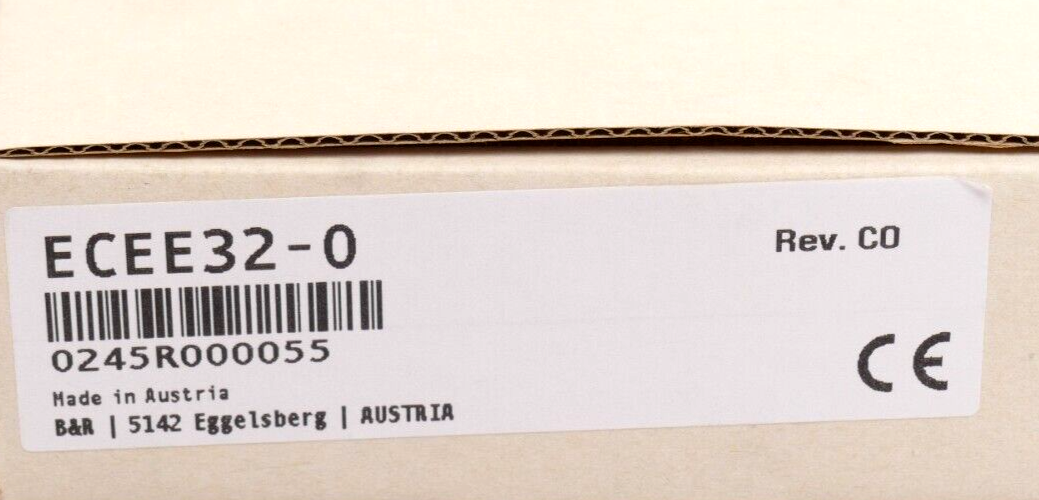 ECEE32-0
Rev. C0
0245R000055
Made in Austria
B&R | 5142 Eggelsberg | AUSTRIA
CE